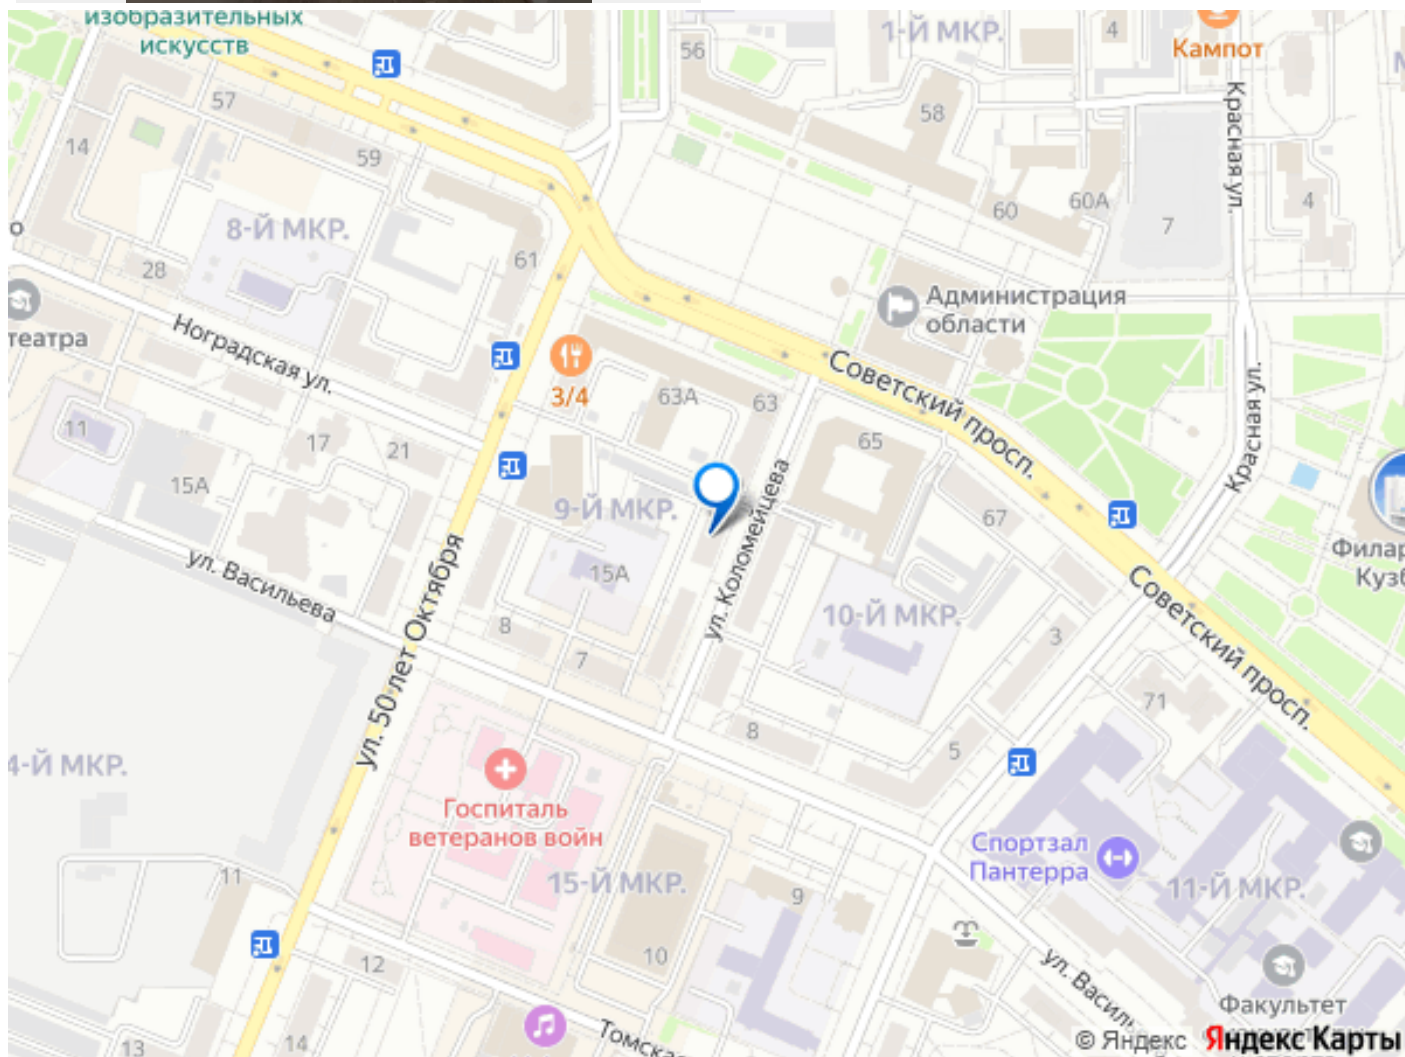 изобразительных
искусств
56
1-Й МКР.
4
Кампот
57
14
59
58
Красная ул.
8-Й МКР.
60
60А
7
4
28
61
театра
Ноградская ул.
Администрация
области
3/4
63А
63
Советский просп.
65
Красная ул.
11
17
21
15А
9-Й МКР.
67
ул. Коломейцева
ул. Васильева
ул. 50 лет Октября
15А
10-Й МКР.
Советский просп.
8
7
3
71
8
5
4-Й МКР.
Госпиталь
ветеранов войн
Спортзал
Пантерра
11
15-Й МКР.
9
11-Й МКР.
12
10
ул. Василь
Факультет
13
14
Томская
© Яндекс Яндекс Карты